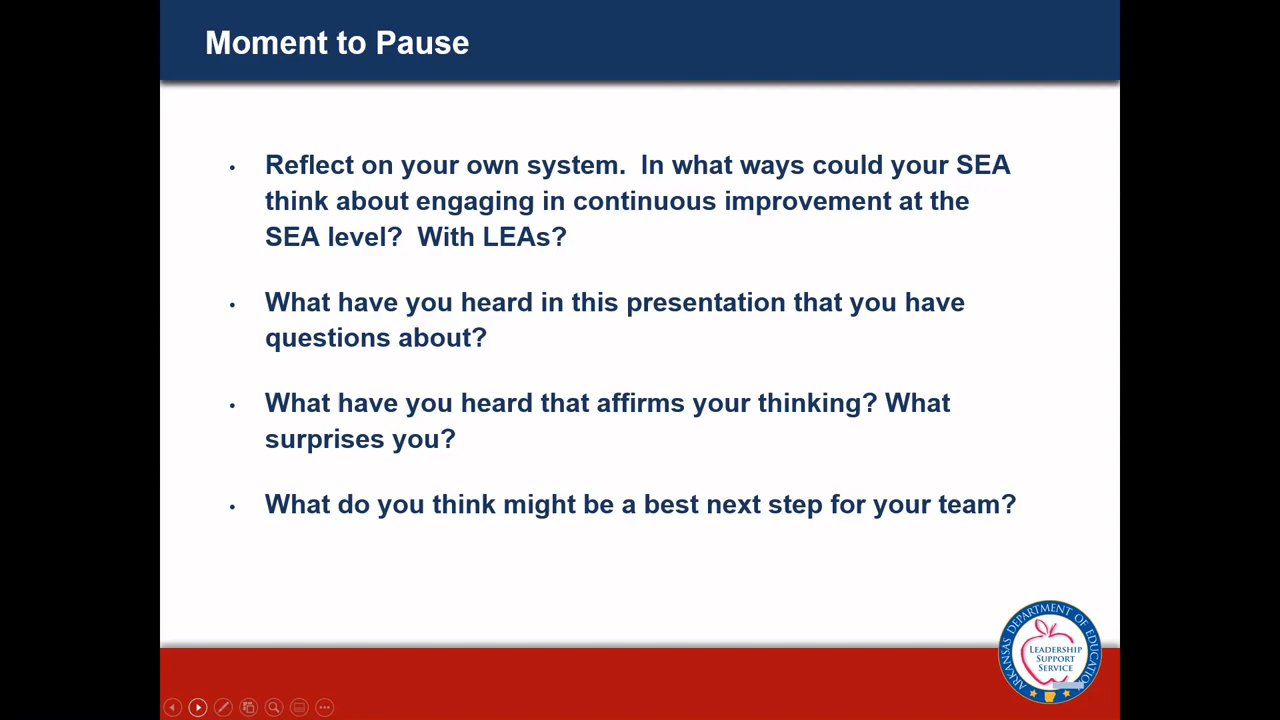 Moment to Pause
• Reflect on your own system.  In what ways could your SEA
think about engaging in continuous improvement at the
SEA level?  With LEAs?
• What have you heard in this presentation that you have
questions about?
• What have you heard that affirms your thinking? What
surprises you?
• What do you think might be a best next step for your team?
ARKANSAS DEPARTMENT OF EDUCATION
LEADERSHIP
SUPPORT
SERVICE